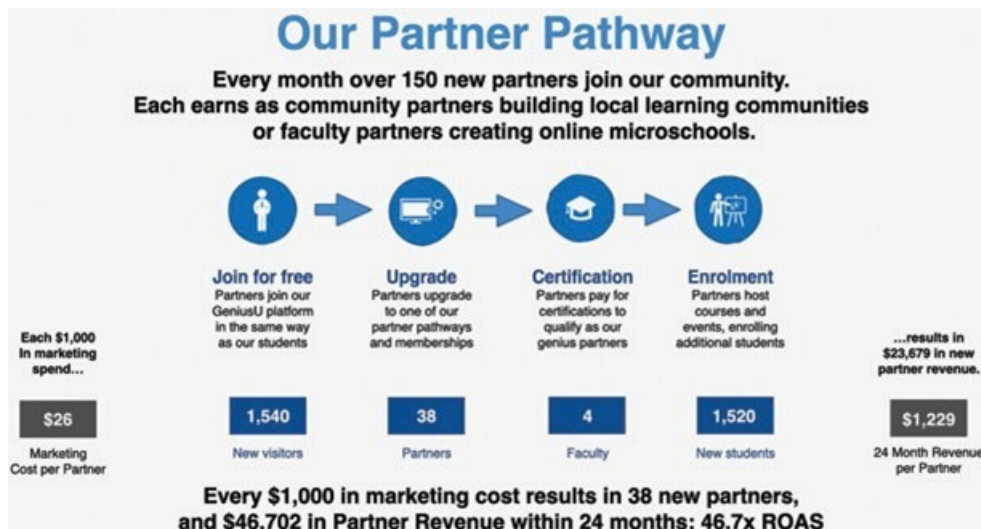 Our Partner Pathway
Every month over 150 new partners join our community.
Each earns as community partners building local learning communities
or faculty partners creating online microschools.
Join for free
Partners join our
GeniusU platform
in the same way
as our students
Upgrade
Partners upgrade
to one of our
partner pathways
and memberships
Certification
Partners pay for
certifications to
qualify as our
genius partners
Enrolment
Partners host
courses and
events, enrolling
additional students
Each $1,000
In marketing
spend...
...results in
$23,679 in new
partner revenue.
$26
Marketing
Cost per Partner
1,540
New visitors
38
Partners
4
Faculty
1,520
New students
$1,229
24 Month Revenue
per Partner
Every $1,000 in marketing cost results in 38 new partners,
and $46,702 in Partner Revenue within 24 months: 46.7x ROAS